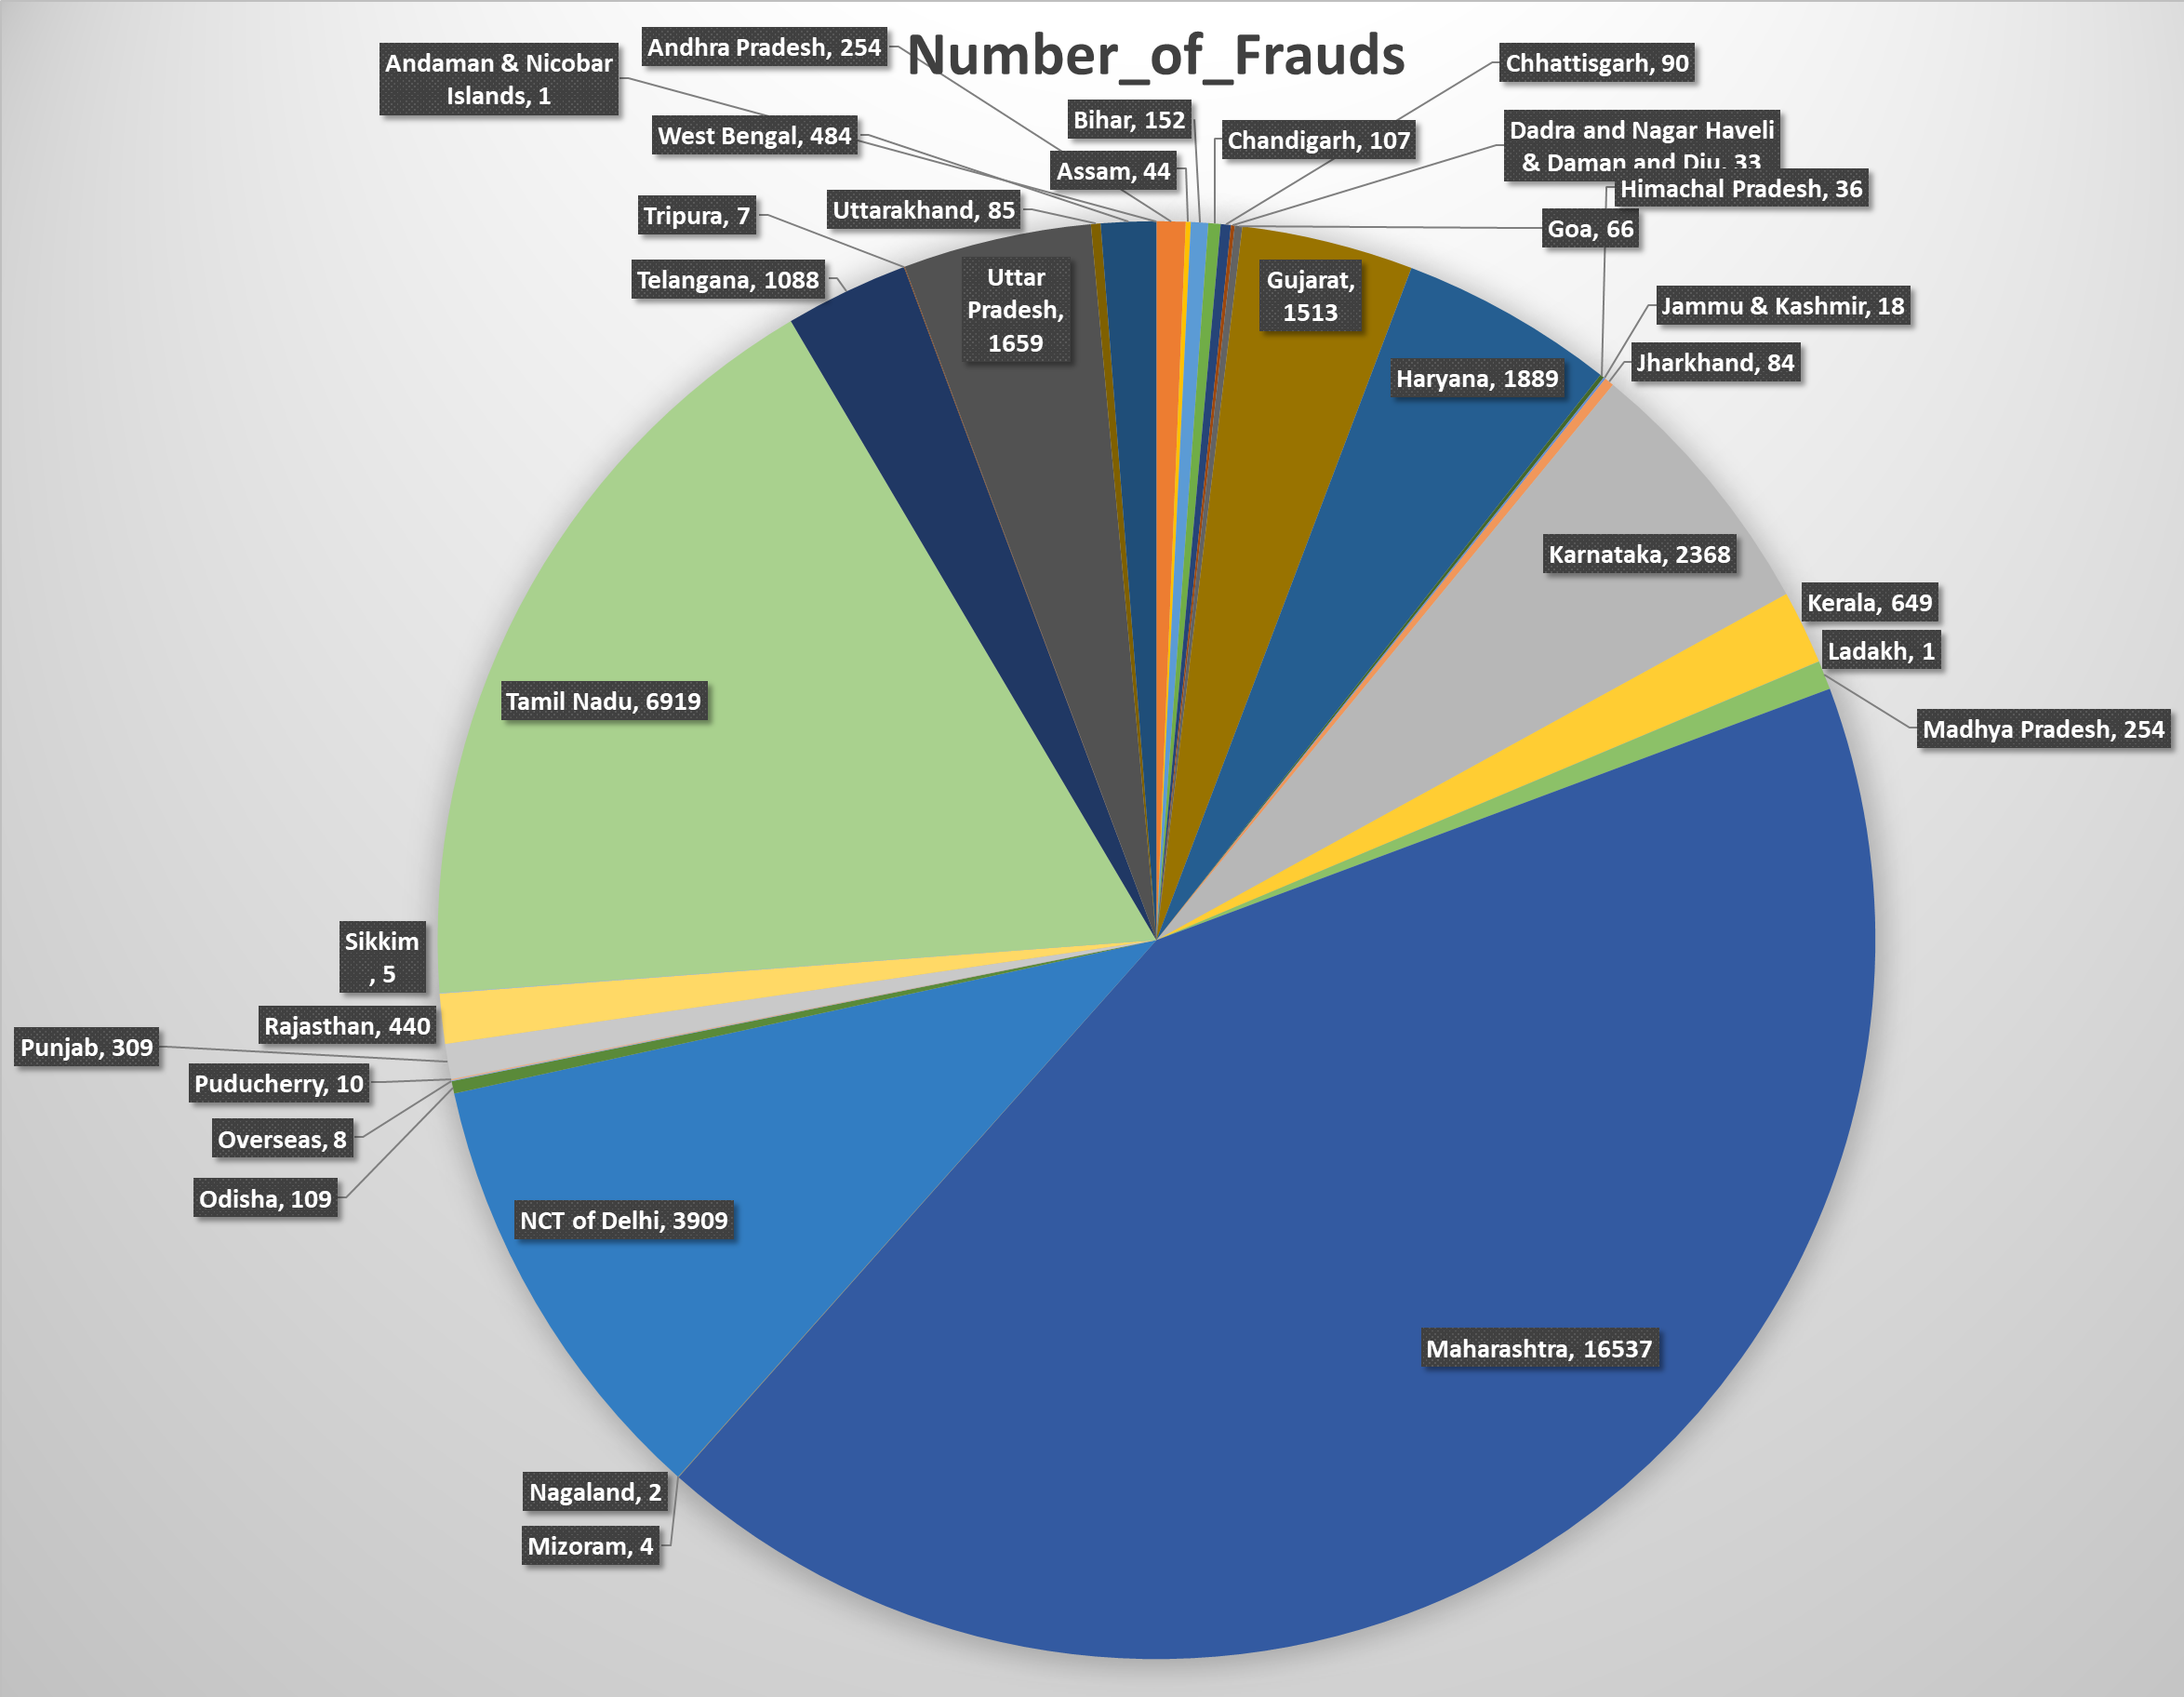 Number_of_Frauds
Andaman & Nicobar
Islands, 1
Andhra Pradesh, 254
West Bengal, 484
Bihar, 152
Assam, 44
Chandigarh, 107
Chhattisgarh, 90
Dadra and Nagar Haveli
& Daman and Diu, 33
Himachal Pradesh, 36
Goa, 66
Tripura, 7
Uttarakhand, 85
Telangana, 1088
Uttar
Pradesh,
1659
Gujarat,
1513
Haryana, 1889
Jammu & Kashmir, 18
Jharkhand, 84
Karnataka, 2368
Kerala, 649
Ladakh, 1
Madhya Pradesh, 254
Tamil Nadu, 6919
Sikkim
, 5
Rajasthan, 440
Punjab, 309
Puducherry, 10
Overseas, 8
Odisha, 109
NCT of Delhi, 3909
Maharashtra, 16537
Nagaland, 2
Mizoram, 4